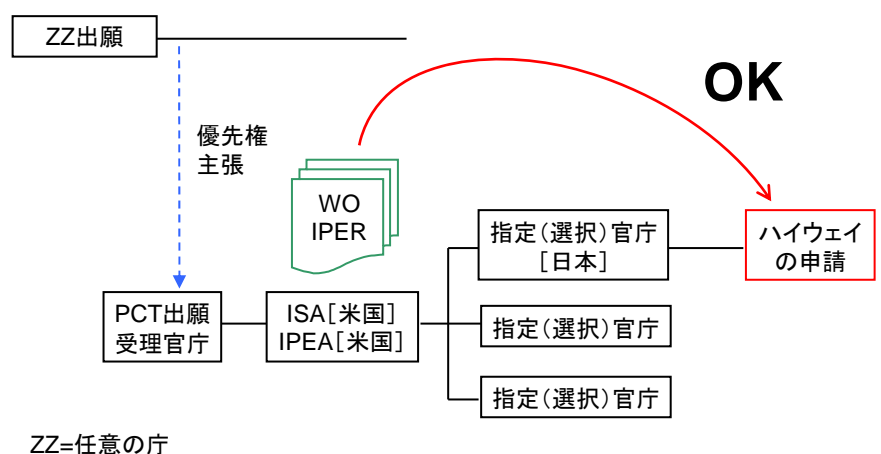 ZZ出願
OK
優先権
主張
WO
IPER
指定（選択）官庁
［日本］
ハイウェイ
の申請
PCT出願
受理官庁
ISA［米国］
IPEA［米国］
指定（選択）官庁
指定（選択）官庁
ZZ=任意の庁